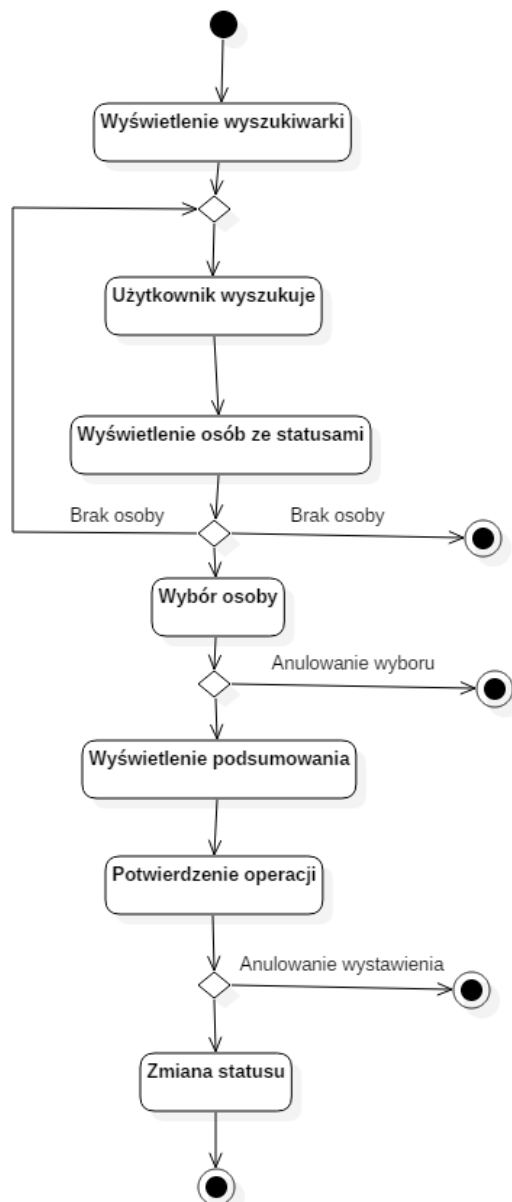 Wyświetlenie wyszukiwarki
Użytkownik wyszukuje
Wyświetlenie osób ze statusami
Brak osoby
Brak osoby
Wybór osoby
Anulowanie wyboru
Wyświetlenie podsumowania
Potwierdzenie operacji
Anulowanie wystawienia
Zmiana statusu